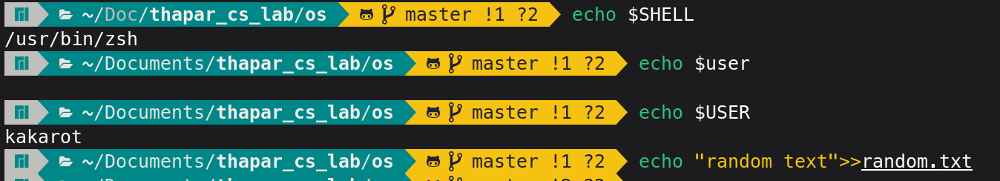 ~/Doc/thapar_cs_lab/os master !1 ?2 echo $SHELL
/usr/bin/zsh
~/Documents/thapar_cs_lab/os master !1 ?2 echo $user
~/Documents/thapar_cs_lab/os master !1 ?2 echo $USER
kakarot
~/Documents/thapar_cs_lab/os master !1 ?2 echo "random text">>random.txt